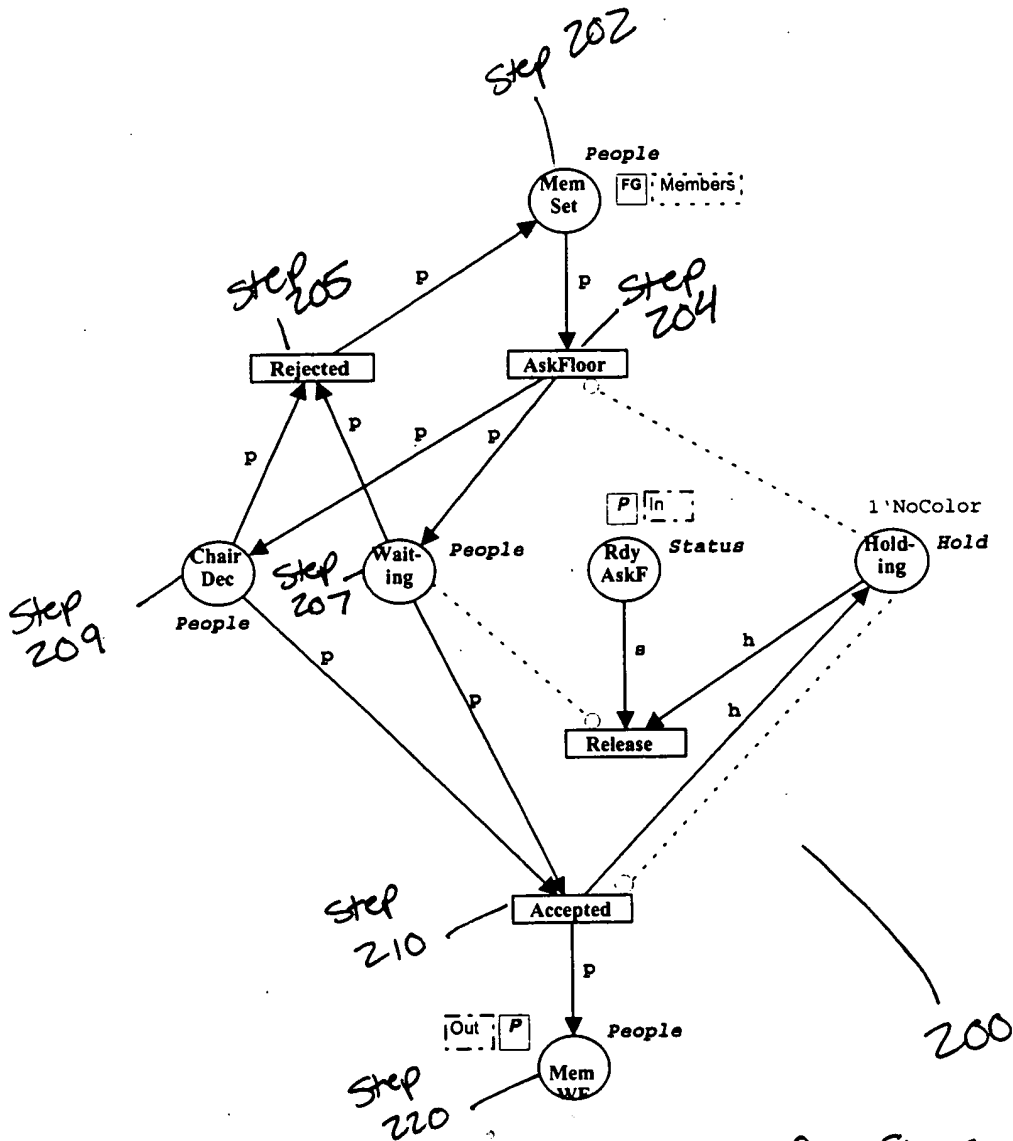 Step 202
People
Mem
Set
FG
Members
p
p
Step
205
Step
204
Rejected
AskFloor
p
p
p
p
P
In
1'NoColor
Chair
Dec
Wait-
ing
People
Rdy
AskF
Status
Hold-
ing
Hold
Step
207
Step
209
People
p
s
h
p
h
Release
Step
210
Accepted
p
Out
P
People
Mem
WF
Step
220
200